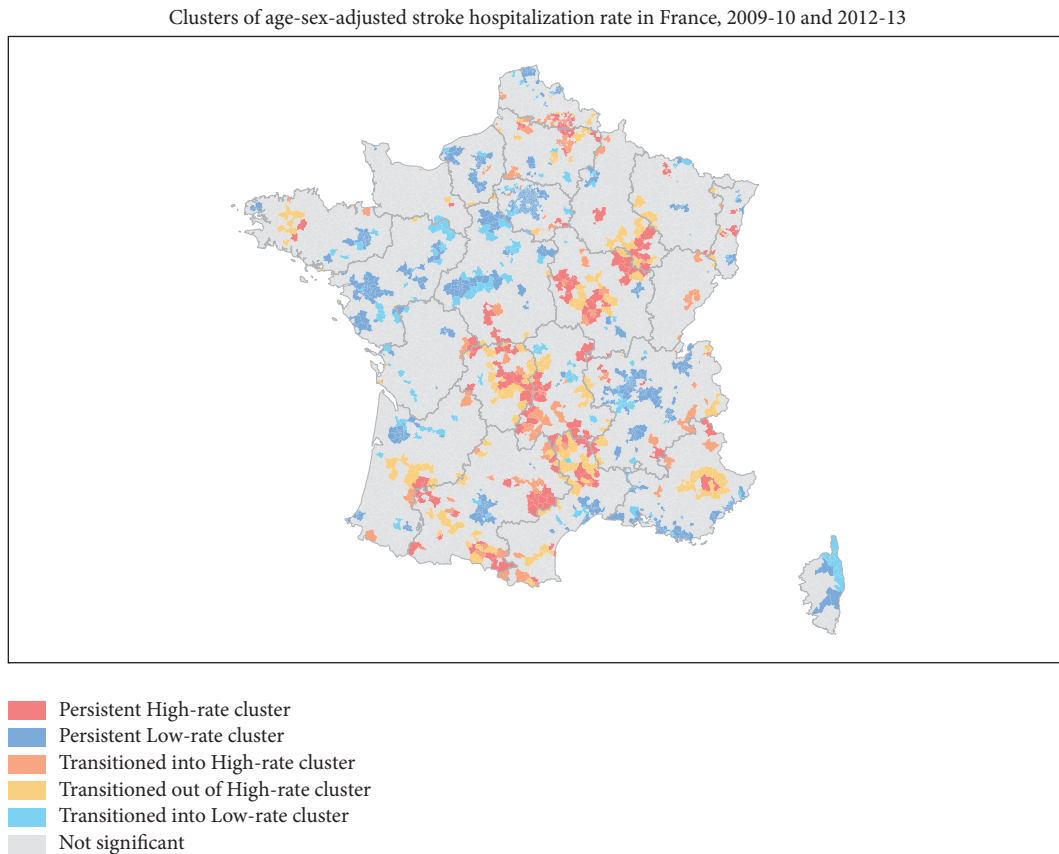 Clusters of age-sex-adjusted stroke hospitalization rate in France, 2009-10 and 2012-13
Persistent High-rate cluster
Persistent Low-rate cluster
Transitioned into High-rate cluster
Transitioned out of High-rate cluster
Transitioned into Low-rate cluster
Not significant